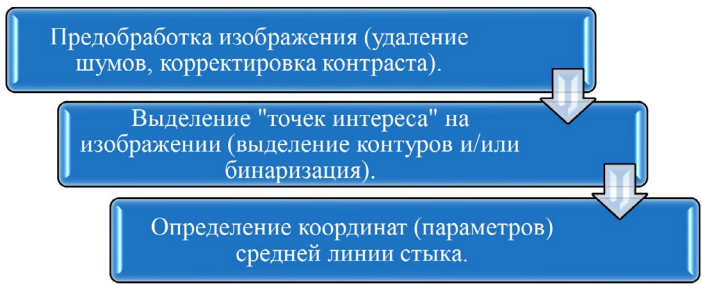 Предобработка изображения (удаление
шумов, корректировка контраста).
Выделение "точек интереса" на
изображении (выделение контуров и/или
бинаризация).
Определение координат (параметров)
средней линии стыка.